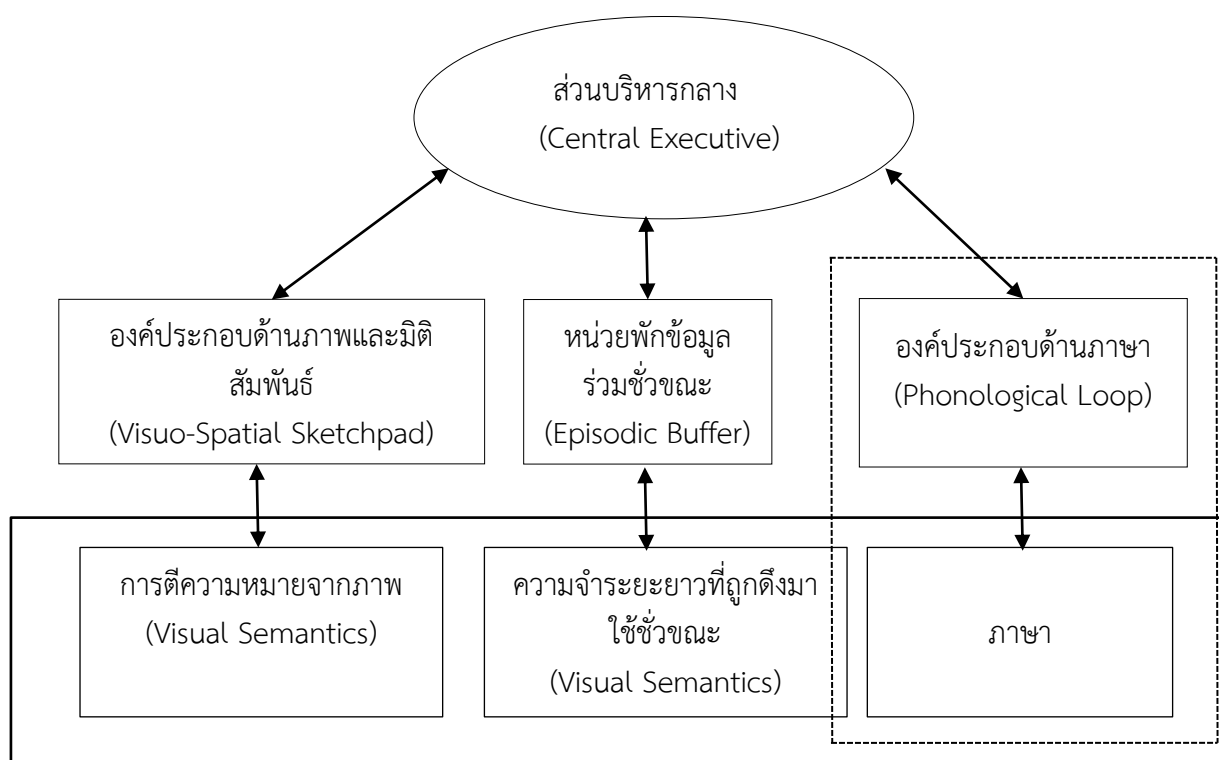 ส่วนบริหารกลาง
(Central Executive)
องค์ประกอบด้านภาพและมิติ
สัมพันธ์
(Visuo-Spatial Sketchpad)
หน่วยพักข้อมูล
ร่วมชั่วขณะ
(Episodic Buffer)
องค์ประกอบด้านภาษา
(Phonological Loop)
การตีความหมายจากภาพ
(Visual Semantics)
ความจำระยะยาวที่ถูกดึงมา
ใช้ชั่วขณะ
(Visual Semantics)
ภาษา